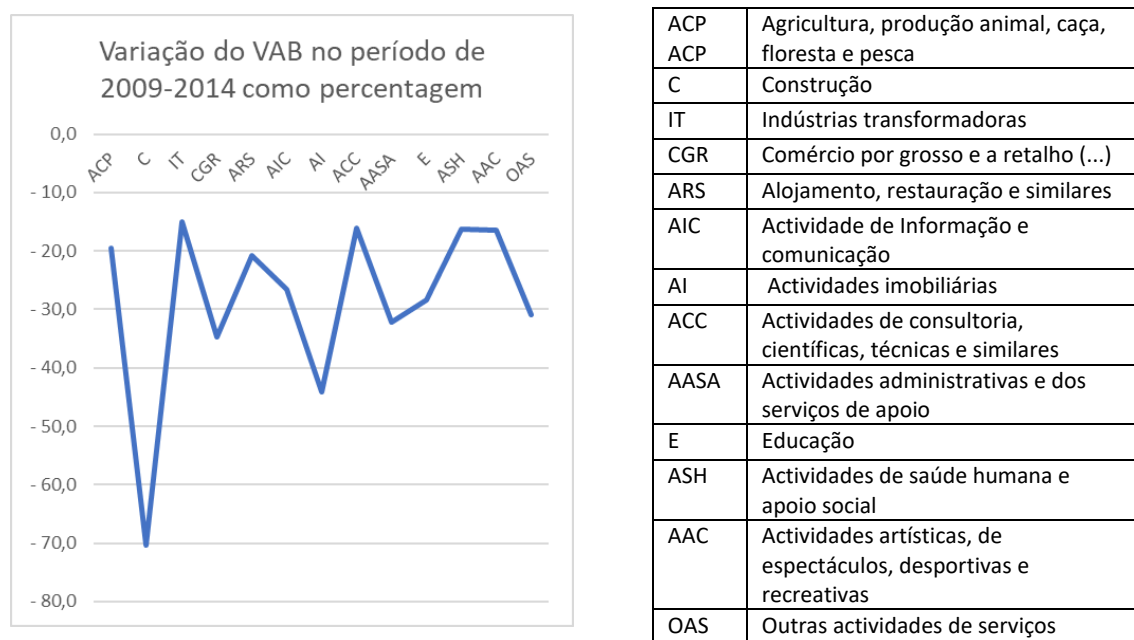 Variação do VAB no período de
2009-2014 como percentagem
0,0
ACP C IT CGR ARS AIC AI ACC AASA E ASH AAC OAS
- 10,0
- 20,0
- 30,0
- 40,0
- 50,0
- 60,0
- 70,0
- 80,0
ACP Agricultura, produção animal, caça,
ACP floresta e pesca
C Construção
IT Indústrias transformadoras
CGR Comércio por grosso e a retalho (...)
ARS Alojamento, restauração e similares
AIC Actividade de Informação e
comunicação
AI Actividades imobiliárias
ACC Actividades de consultoria,
científicas, técnicas e similares
AASA Actividades administrativas e dos
serviços de apoio
E Educação
ASH Actividades de saúde humana e
apoio social
AAC Actividades artísticas, de
espectáculos, desportivas e
recreativas
OAS Outras actividades de serviços